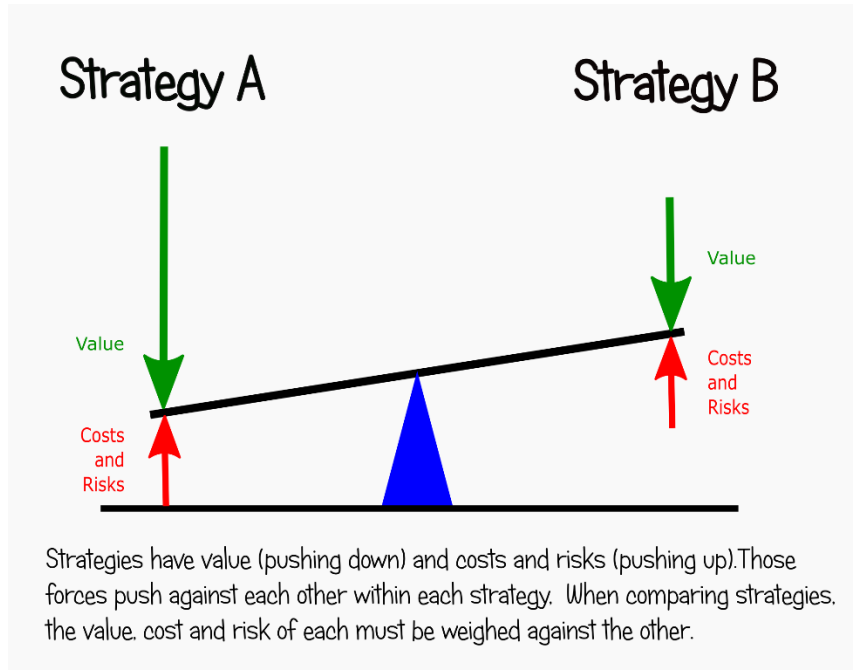 Strategy A
Strategy B
Value
Value
Costs
and
Risks
Costs
and
Risks
Strategies have value (pushing down) and costs and risks (pushing up).Those
forces push against each other within each strategy. When comparing strategies,
the value, cost and risk of each must be weighed against the other.